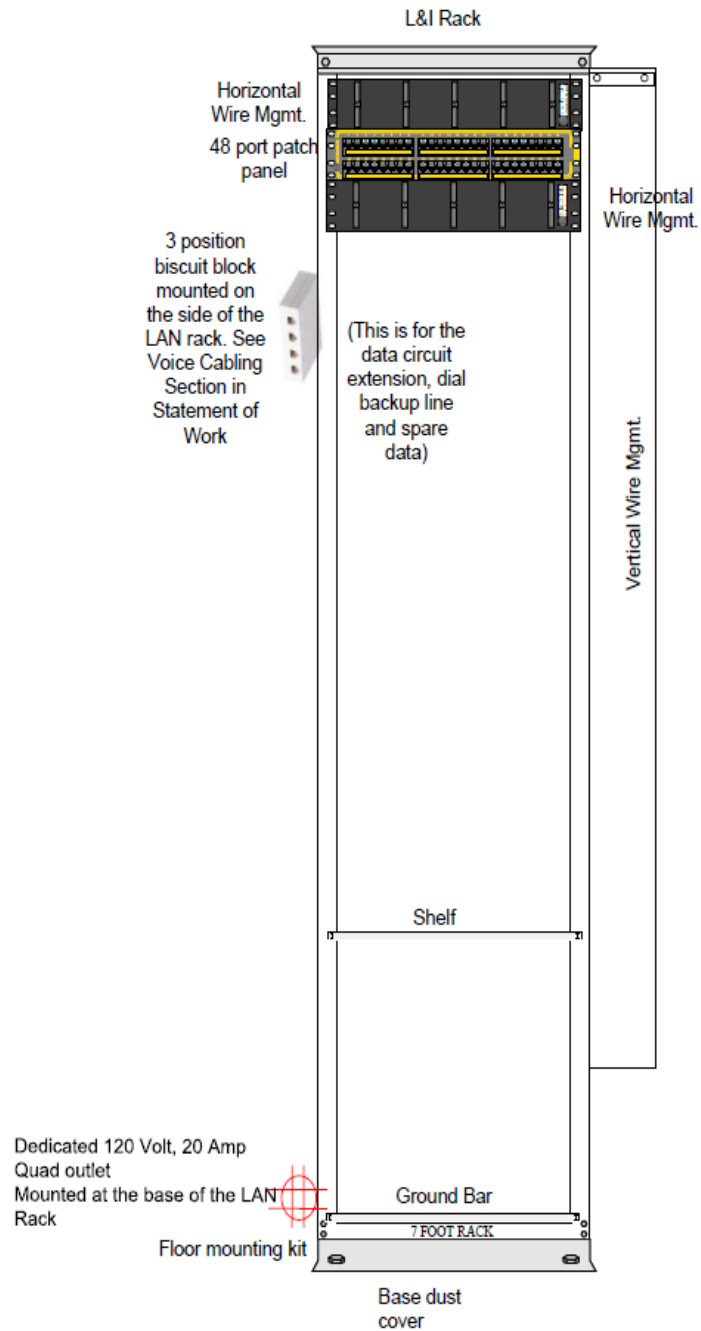 L&I Rack
Horizontal
Wire Mgmt.
48 port patch
panel
Horizontal
Wire Mgmt.
3 position
biscuit block
mounted on
the side of the
LAN rack. See
Voice Cabling
Section in
Statement of
Work
(This is for the
data circuit
extension, dial
backup line
and spare
data)
Vertical Wire Mgmt.
Shelf
Dedicated 120 Volt, 20 Amp
Quad outlet
Mounted at the base of the LAN
Rack
Ground Bar
7 FOOT RACK
Floor mounting kit
Base dust
cover